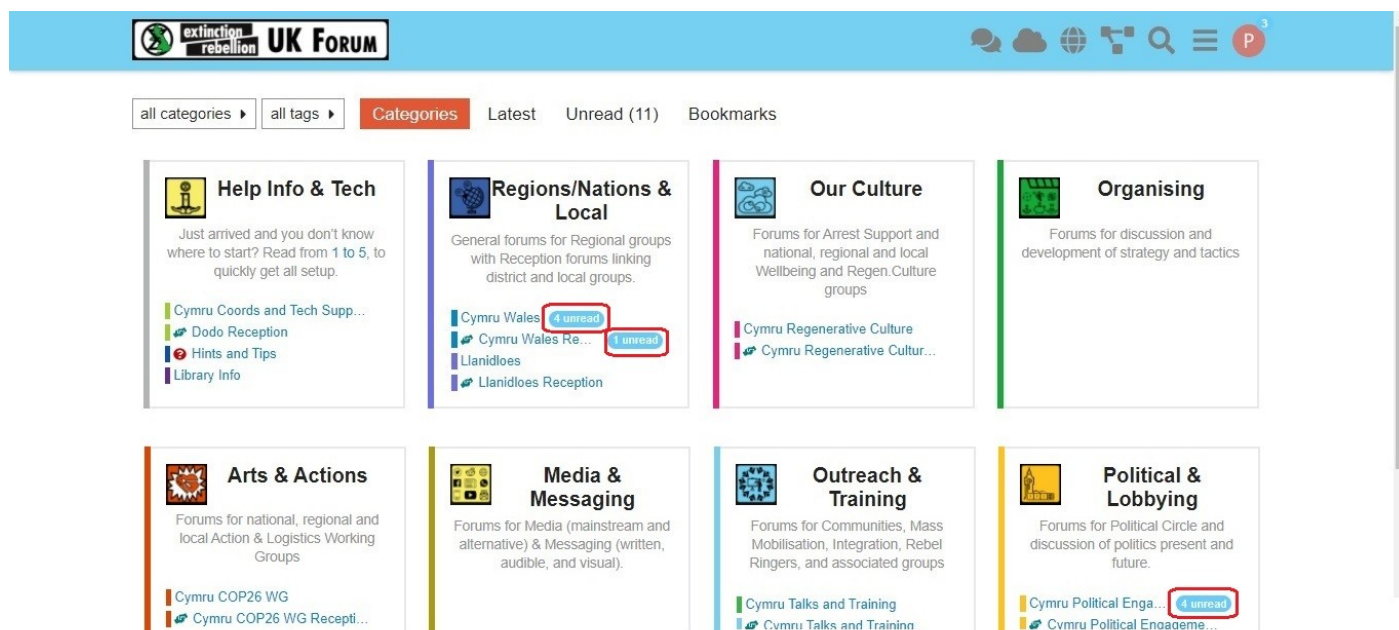 extinction
rebellion
UK FORUM
P
3
all categories
all tags
Categories
Latest
Unread (11)
Bookmarks
Help Info & Tech
Just arrived and you don't know
where to start? Read from 1 to 5, to
quickly get all setup.
Cymru Coords and Tech Supp...
Dodo Reception
Hints and Tips
Library Info
Regions/Nations &
Local
General forums for Regional groups
with Reception forums linking
district and local groups.
Cymru Wales 4 unread
Cymru Wales Re... 1 unread
Llanidloes
Llanidloes Reception
Our Culture
Forums for Arrest Support and
national, regional and local
Wellbeing and Regen.Culture
groups
Cymru Regenerative Culture
Cymru Regenerative Cultur...
Organising
Forums for discussion and
development of strategy and tactics
Arts & Actions
Forums for national, regional and
local Action & Logistics Working
Groups
Cymru COP26 WG
Cymru COP26 WG Recepti...
Media &
Messaging
Forums for Media (mainstream and
alternative) & Messaging (written,
audible, and visual).
Outreach &
Training
Forums for Communities, Mass
Mobilisation, Integration, Rebel
Ringers, and associated groups
Cymru Talks and Training
Cymru Talks and Training
Political &
Lobbying
Forums for Political Circle and
discussion of politics present and
future.
Cymru Political Enga... 4 unread
Cymru Political Engageme...